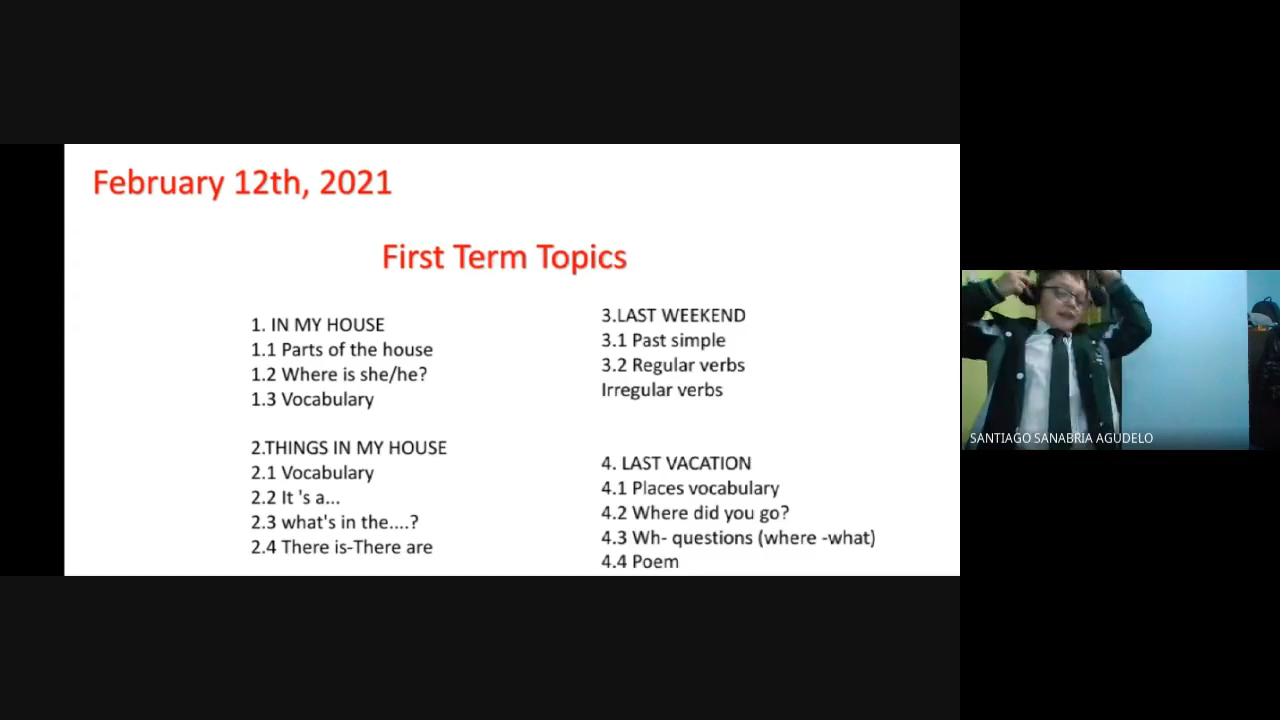 February 12th, 2021
First Term Topics
1. IN MY HOUSE
1.1 Parts of the house
1.2 Where is she/he?
1.3 Vocabulary
2.THINGS IN MY HOUSE
2.1 Vocabulary
2.2 It 's a...
2.3 what's in the....?
2.4 There is-There are
3.LAST WEEKEND
3.1 Past simple
3.2 Regular verbs
Irregular verbs
4. LAST VACATION
4.1 Places vocabulary
4.2 Where did you go?
4.3 Wh- questions (where -what)
4.4 Poem
SANTIAGO SANABRIA AGUDELO